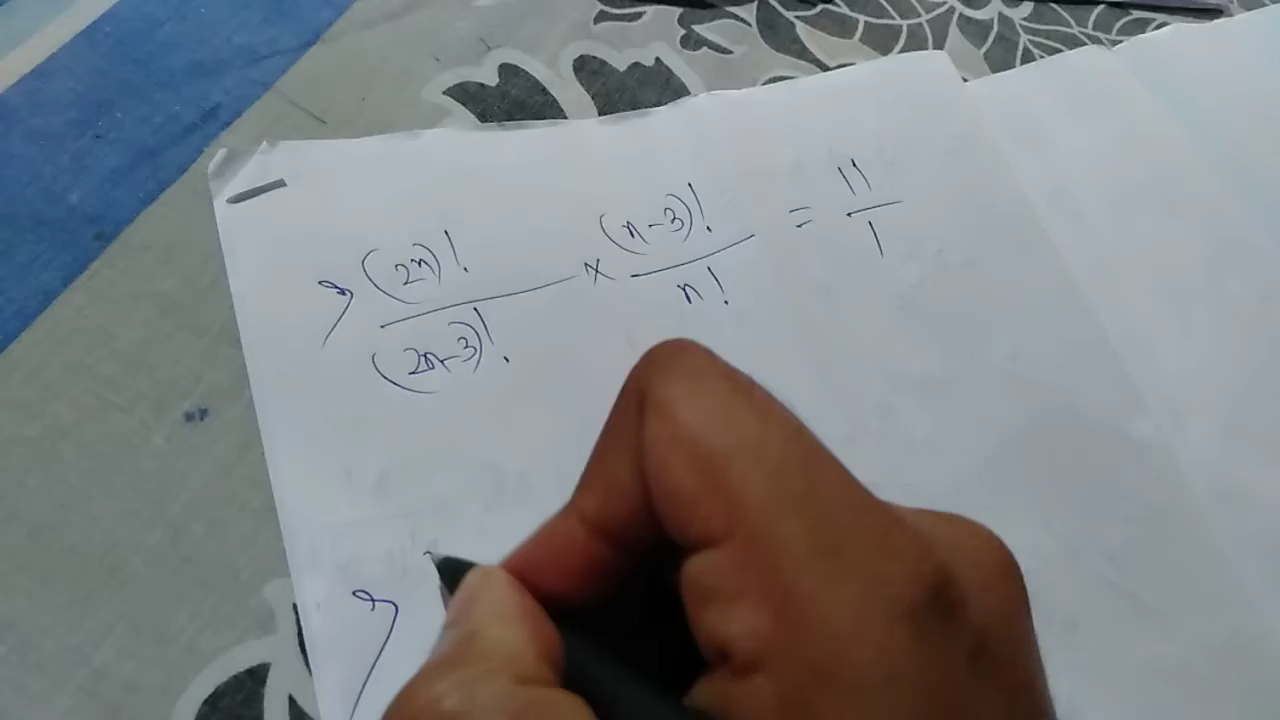 ⇒ (2n)!/(2n-3)! × (n-3)!/n! = 11/1
⇒